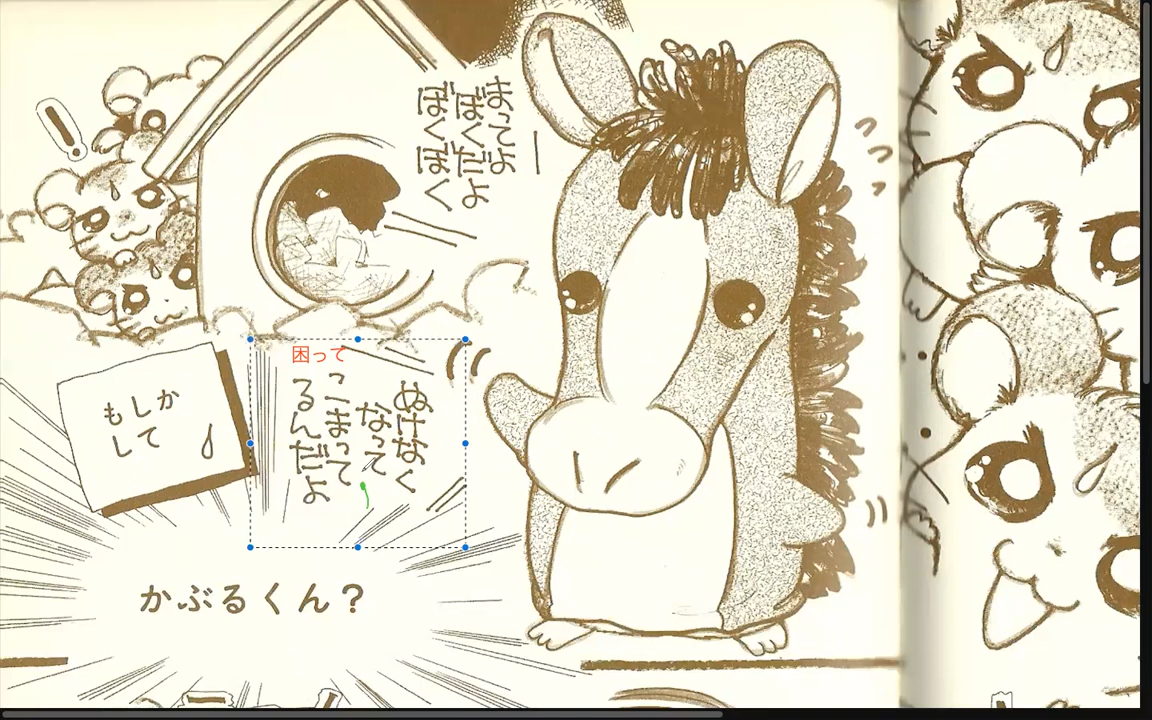 まってよ
ぼくだよ
ぼくぼく
ぬけなく
なって
こまって
るんだよ
困って
もしか
して
かぶるくん？